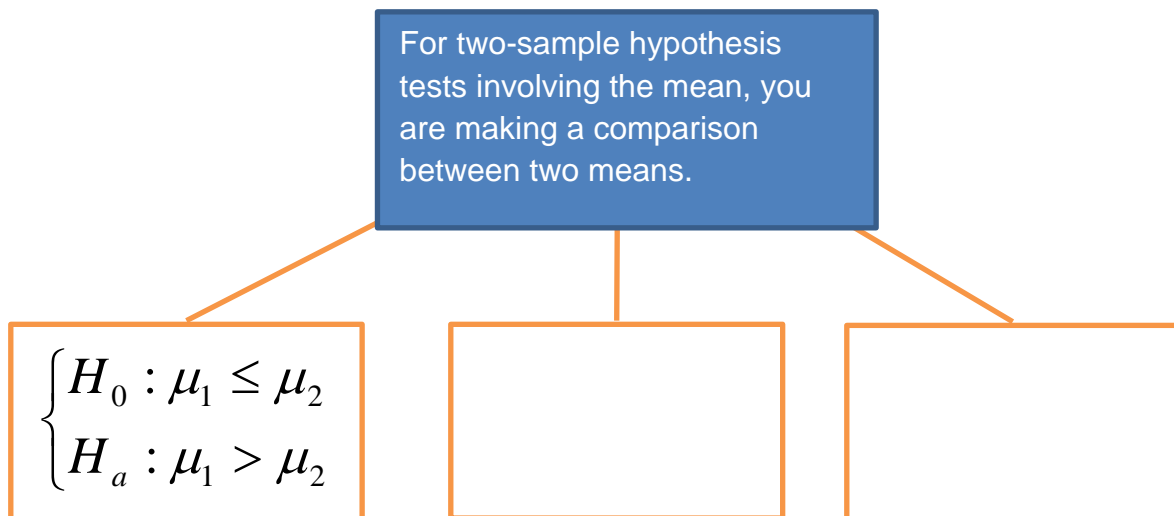 For two-sample hypothesis
tests involving the mean, you
are making a comparison
between two means.
H₀ : μ₁ ≤ μ₂
Hₐ : μ₁ > μ₂